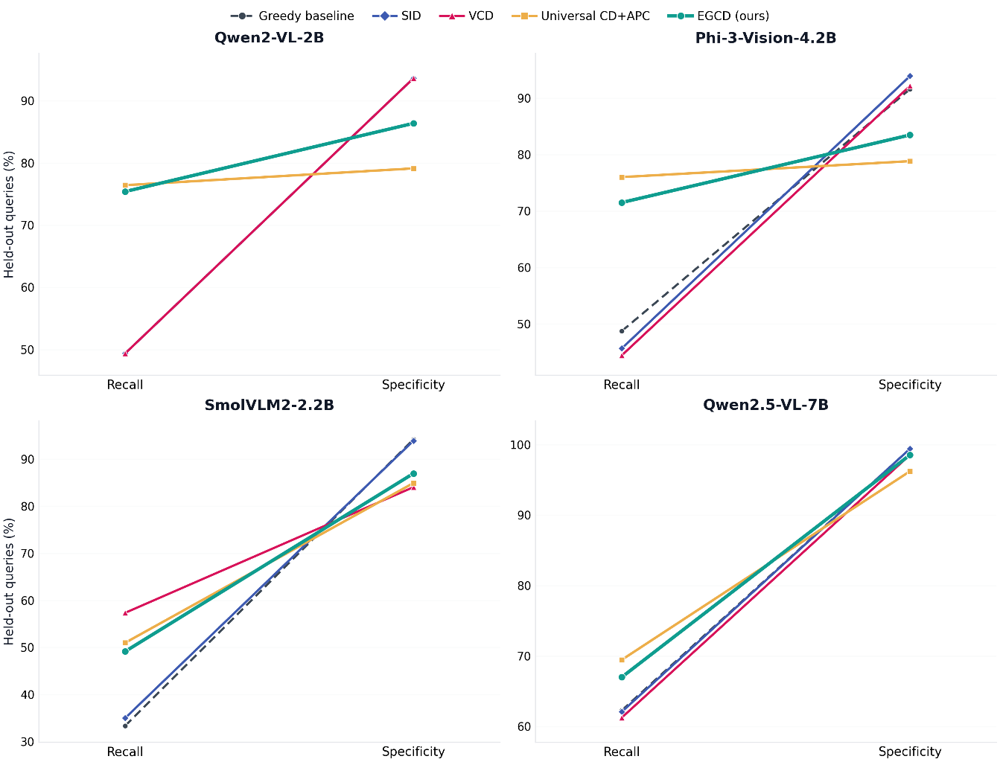 Greedy baseline SID VCD Universal CD+APC EGCD (ours)
Qwen2-VL-2B
Held-out queries (%)
90
80
70
60
50
Recall Specificity
Phi-3-Vision-4.2B
90
80
70
60
50
Recall Specificity
SmolVLM2-2.2B
Held-out queries (%)
90
80
70
60
50
40
30
Recall Specificity
Qwen2.5-VL-7B
100
90
80
70
60
Recall Specificity